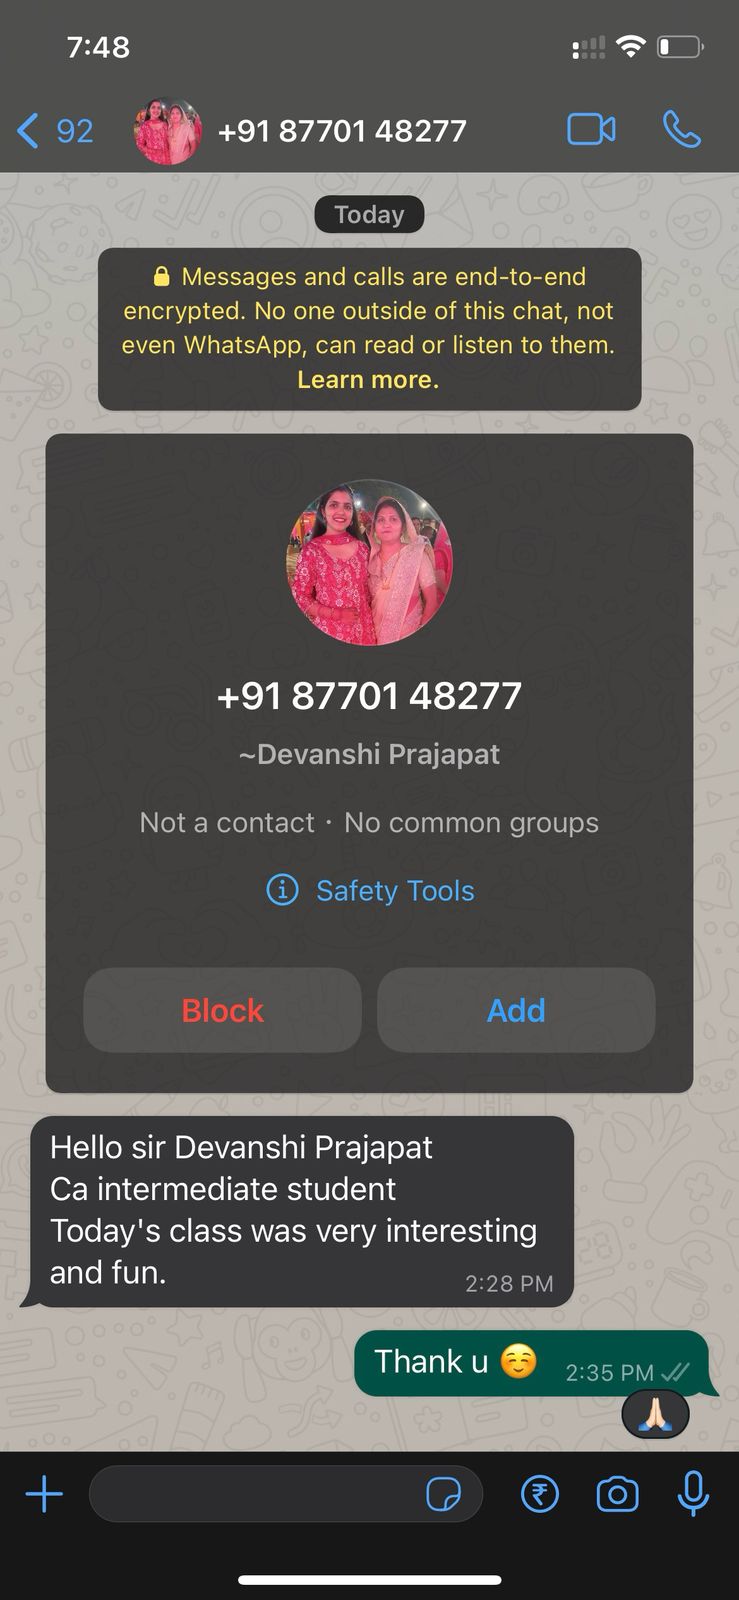 7:48
92
+91 87701 48277
Today
Messages and calls are end-to-end
encrypted. No one outside of this chat, not
even WhatsApp, can read or listen to them.
Learn more.
+91 87701 48277
~Devanshi Prajapat
Not a contact · No common groups
Safety Tools
Block
Add
Hello sir Devanshi Prajapat
Ca intermediate student
Today's class was very interesting
and fun.
2:28 PM
Thank u ☺️
2:35 PM
🙏🏻
₹